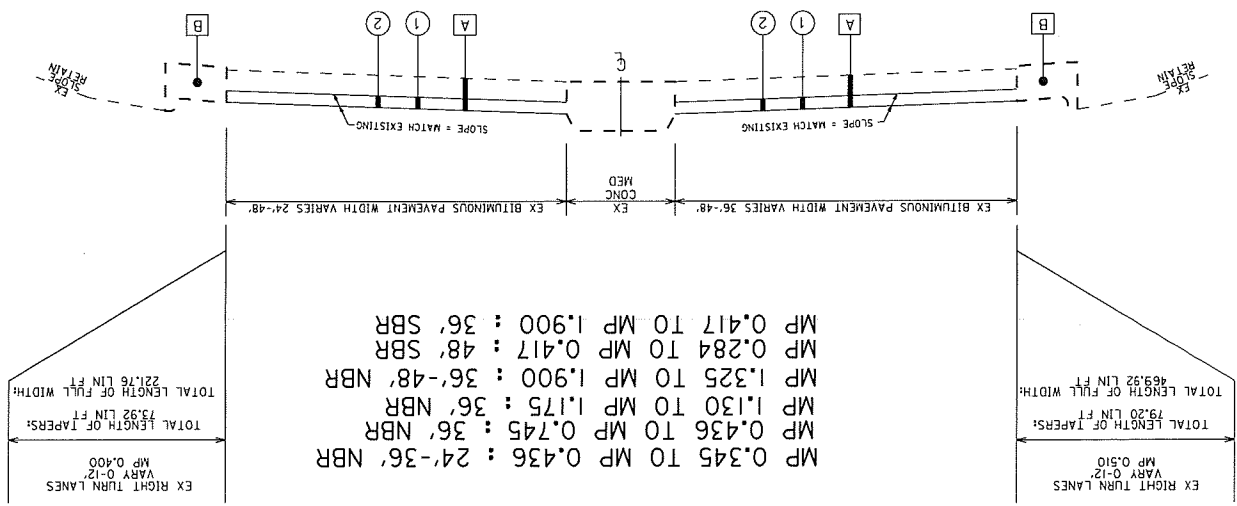 EX RIGHT TURN LANES
VARY 0-12'
MP 0.510
TOTAL LENGTH OF TAPERS:
79.20 LIN FT
TOTAL LENGTH OF FULL WIDTH:
469.92 LIN FT
EX RIGHT TURN LANES
VARY 0-12'
MP 0.400
TOTAL LENGTH OF TAPERS:
73.92 LIN FT
TOTAL LENGTH OF FULL WIDTH:
221.76 LIN FT
MP 0.345 TO MP 0.436 : 24'-36' NBR
MP 0.436 TO MP 0.745 : 36' NBR
MP 1.130 TO MP 1.175 : 36' NBR
MP 1.325 TO MP 1.900 : 36'-48' NBR
MP 0.284 TO MP 0.417 : 48' SBR
MP 0.417 TO MP 1.900 : 36' SBR
EX BITUMINOUS PAVEMENT WIDTH VARIES 36'-48'
EX
CONC
MED
EX BITUMINOUS PAVEMENT WIDTH VARIES 24'-48'
SLOPE = MATCH EXISTING
SLOPE = MATCH EXISTING
EX
SLOPE
RETAIN
EX
SLOPE
RETAIN
CL
B
A
1
2
A
1
2
B